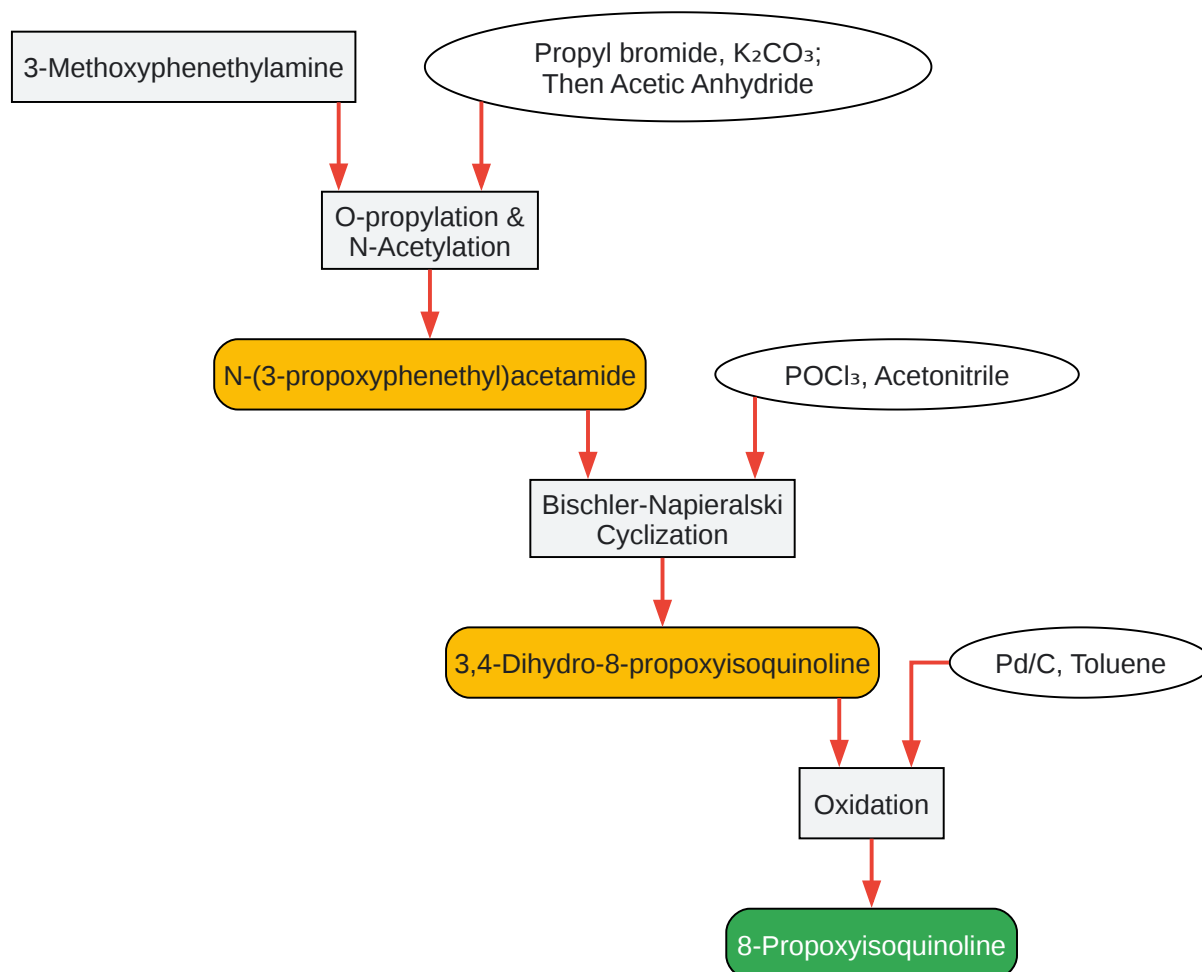 3-Methoxyphenethylamine
Propyl bromide, K₂CO₃;
Then Acetic Anhydride
O-propylation &
N-Acetylation
N-(3-propoxyphenethyl)acetamide
POCl₃, Acetonitrile
Bischler-Napieralski
Cyclization
3,4-Dihydro-8-propoxyisoquinoline
Pd/C, Toluene
Oxidation
8-Propoxyisoquinoline